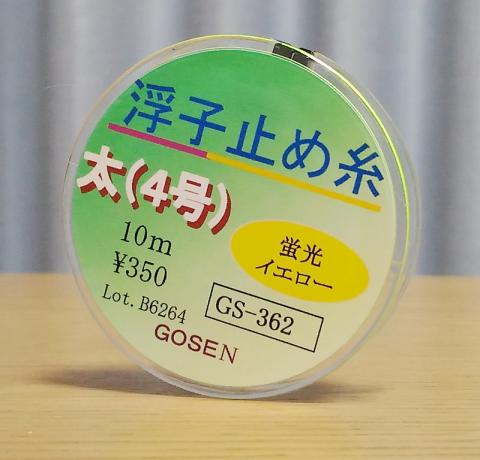 浮子止め糸
太(4号)
10m
¥350
蛍光
イエロー
Lot. B6264
GS-362
GOSEN